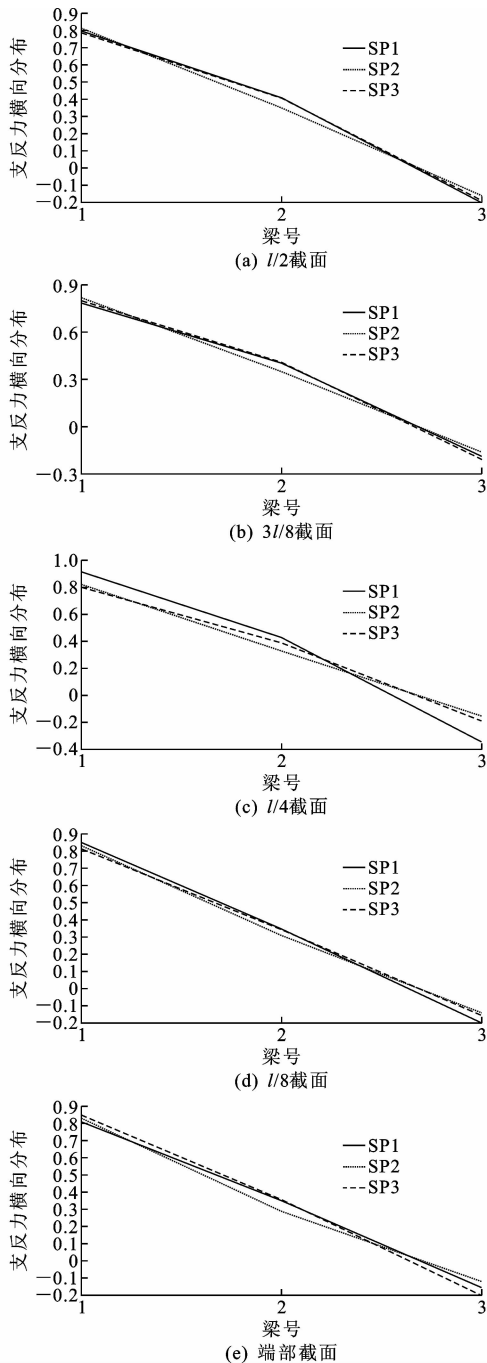 支反力横向分布
0.9
0.8
0.7
0.6
0.5
0.4
0.3
0.2
0.1
0
−0.1
−0.2
1
2
3
SP1
SP2
SP3
梁号
(a) l/2截面
支反力横向分布
0.9
0.6
0.3
0
−0.3
1
2
3
SP1
SP2
SP3
梁号
(b) 3l/8截面
支反力横向分布
1.0
0.8
0.6
0.4
0.2
0
−0.2
−0.4
1
2
3
SP1
SP2
SP3
梁号
(c) l/4截面
支反力横向分布
0.9
0.8
0.7
0.6
0.5
0.4
0.3
0.2
0.1
0
−0.1
−0.2
1
2
3
SP1
SP2
SP3
梁号
(d) l/8截面
支反力横向分布
0.9
0.8
0.7
0.6
0.5
0.4
0.3
0.2
0.1
0
−0.1
−0.2
1
2
3
SP1
SP2
SP3
梁号
(e) 端部截面